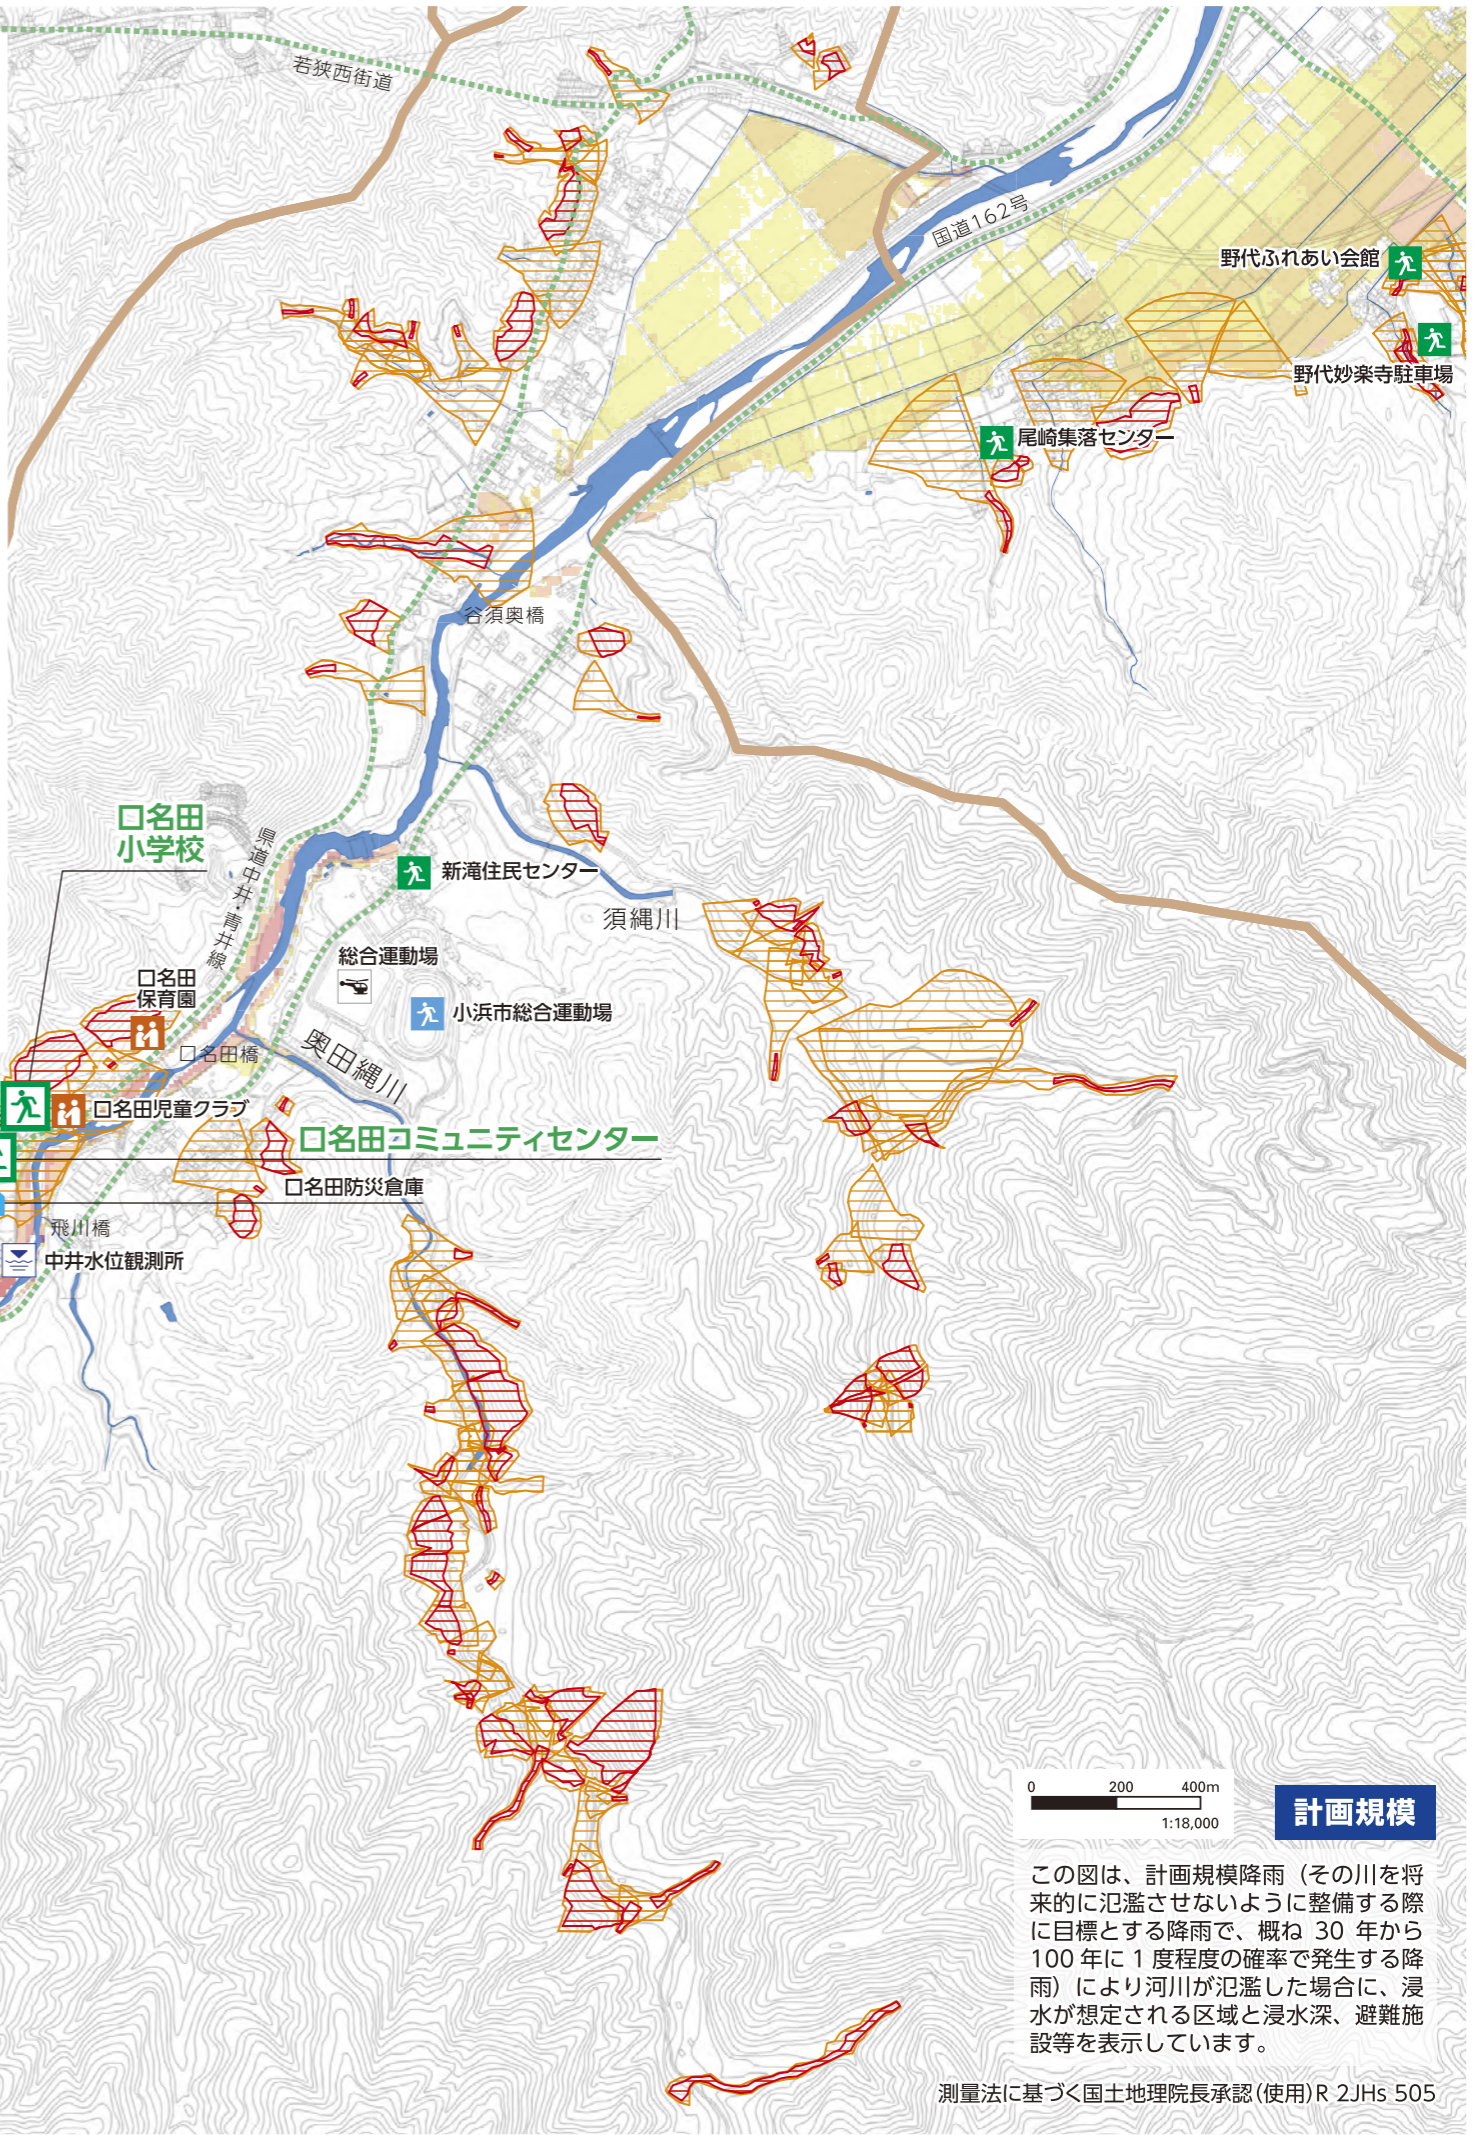 若狭西街道
国道162号
野代ふれあい会館
野代妙楽寺駐車場
尾崎集落センター
谷須奥橋
口名田
小学校
県道中井・青井線
新滝住民センター
須縄川
総合運動場
口名田
保育園
小浜市総合運動場
奥田縄川
口名田橋
口名田児童クラブ
口名田コミュニティセンター
口名田防災倉庫
飛川橋
中井水位観測所
0 200 400m
1:18,000
計画規模
この図は、計画規模降雨（その川を将
来的に氾濫させないように整備する際
に目標とする降雨で、概ね 30 年から
100 年に 1 度程度の確率で発生する降
雨）により河川が氾濫した場合に、浸
水が想定される区域と浸水深、避難施
設等を表示しています。
測量法に基づく国土地理院長承認（使用）R 2JHs 505